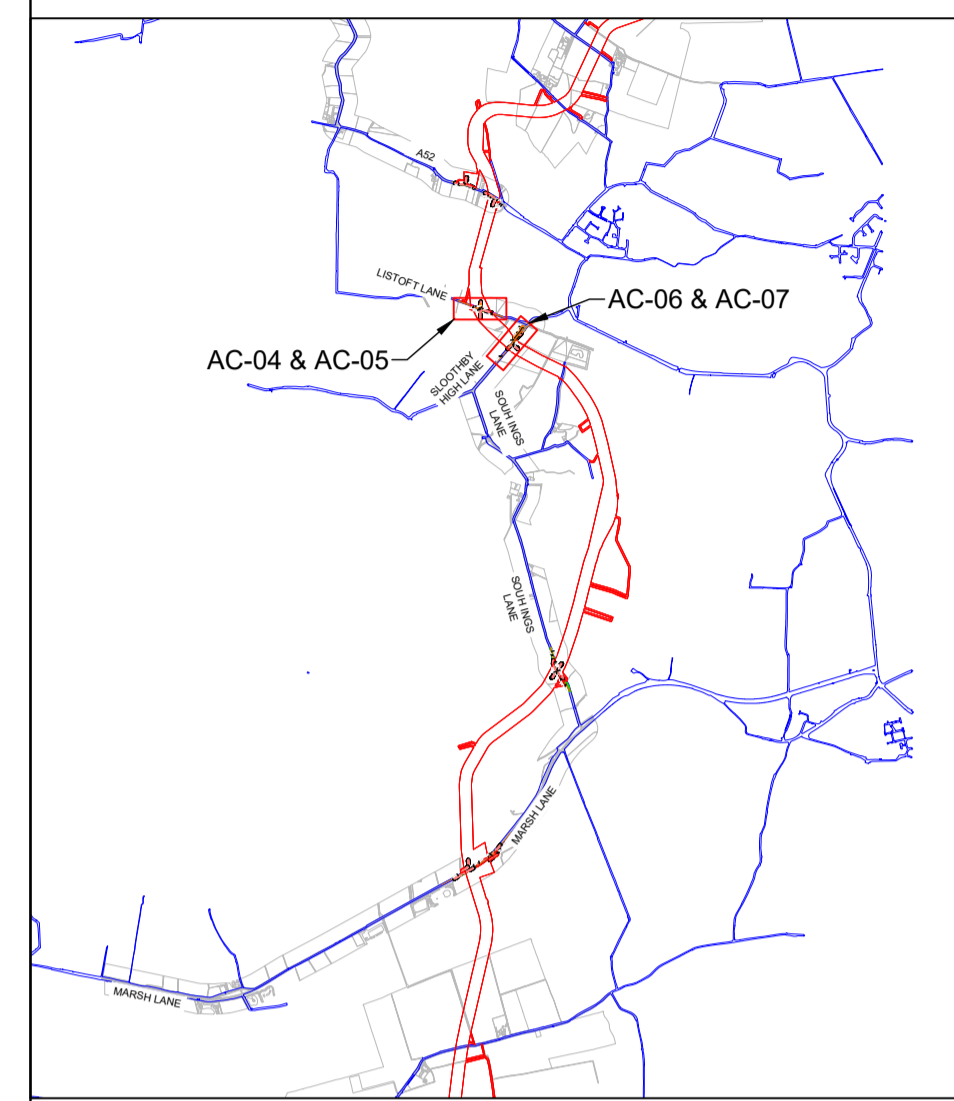 A52
LISTOFT LANE
AC-06 & AC-07
AC-04 & AC-05
SLOOTHBY
HIGH LANE
SOUH INGS
LANE
SOUH INGS
LANE
MARSH LANE
MARSH LANE